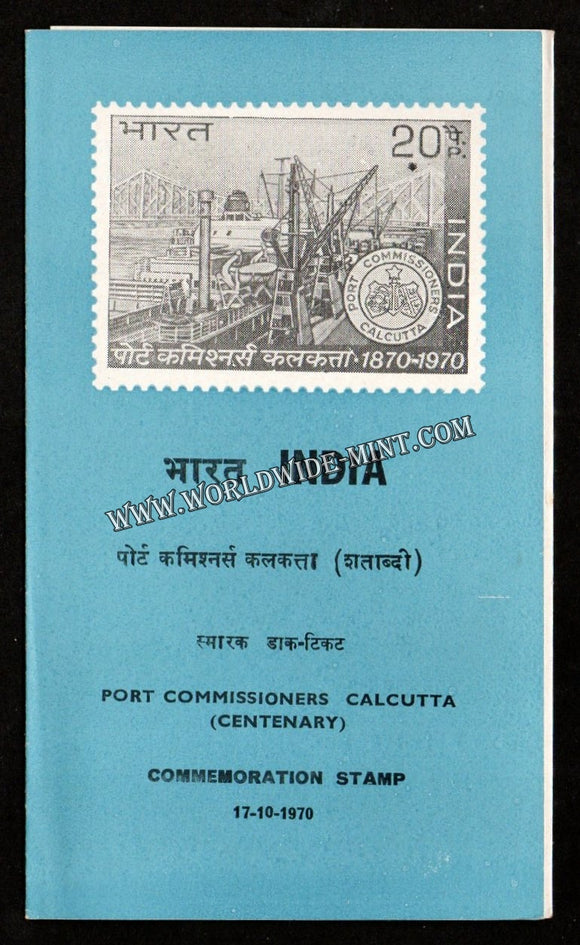 भारत
20 पै.
P.
INDIA
PORT COMMISSIONERS
CALCUTTA
पोर्ट कमिश्नर्स कलकत्ता · 1870-1970
भारत INDIA
WWW.WORLDWIDE-MINT.COM
पोर्ट कमिश्नर्स कलकत्ता (शताब्दी)
स्मारक डाक-टिकट
PORT COMMISSIONERS CALCUTTA
(CENTENARY)
COMMEMORATION STAMP
17-10-1970